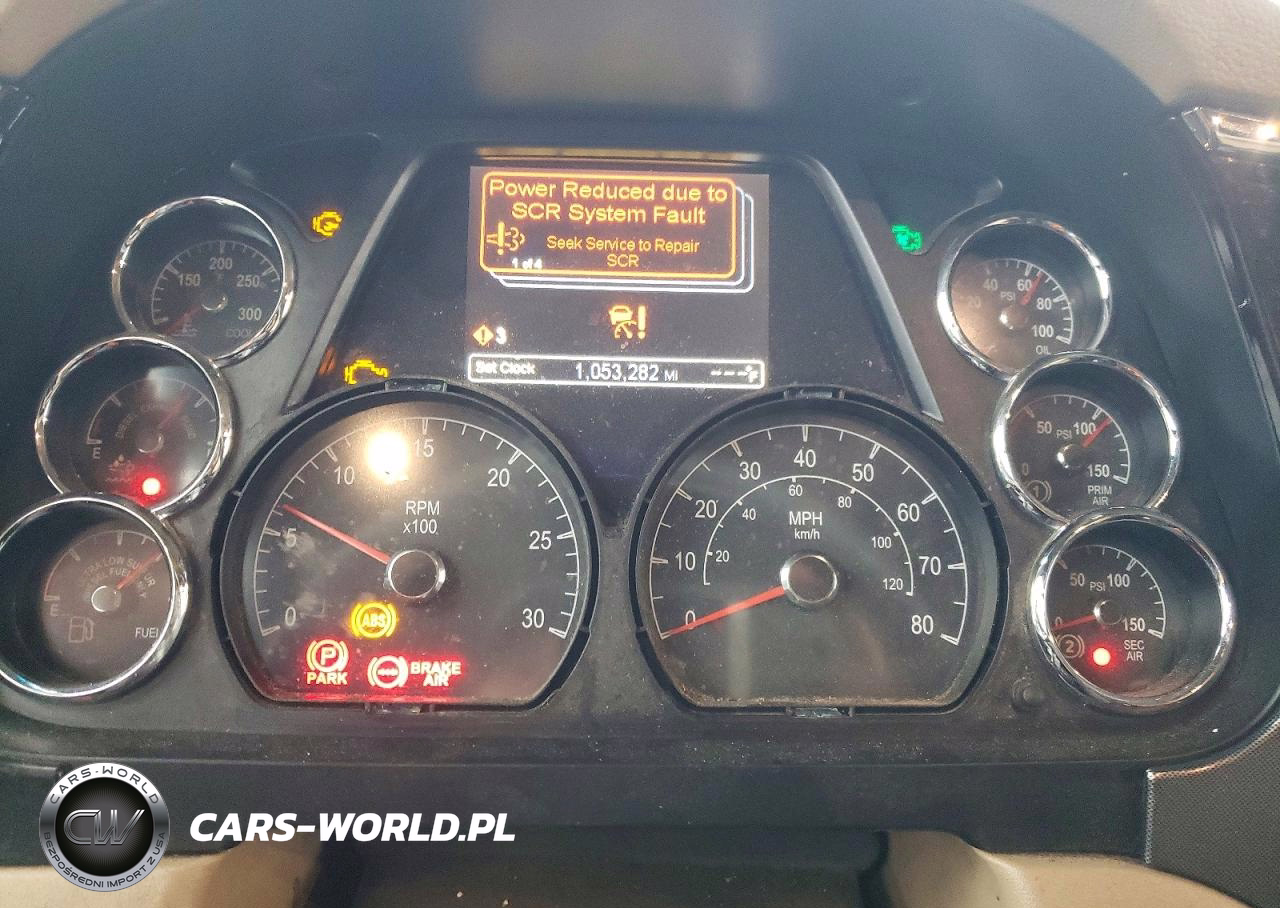 Power Reduced due to
SCR System Fault
Seek Service to Repair
SCR
1 of 4
3
Set Clock 1,053,282 MI ---°F
150 200 250 300
COOL
E
E
FUEL
0 5 10 15 20 25 30
RPM
x100
ABS
P
PARK
BRAKE
AIR
0 10 20 30 40 50 60 70 80
20 40 60 80 100 120
MPH
km/h
20 40 60 80 100
PSI
OIL
0 50 100 150
PSI
1
PRIM
AIR
0 50 100 150
PSI
2
SEC
AIR
CARS-WORLD
CW
BEZPOŚREDNI IMPORT Z USA
CARS-WORLD.PL